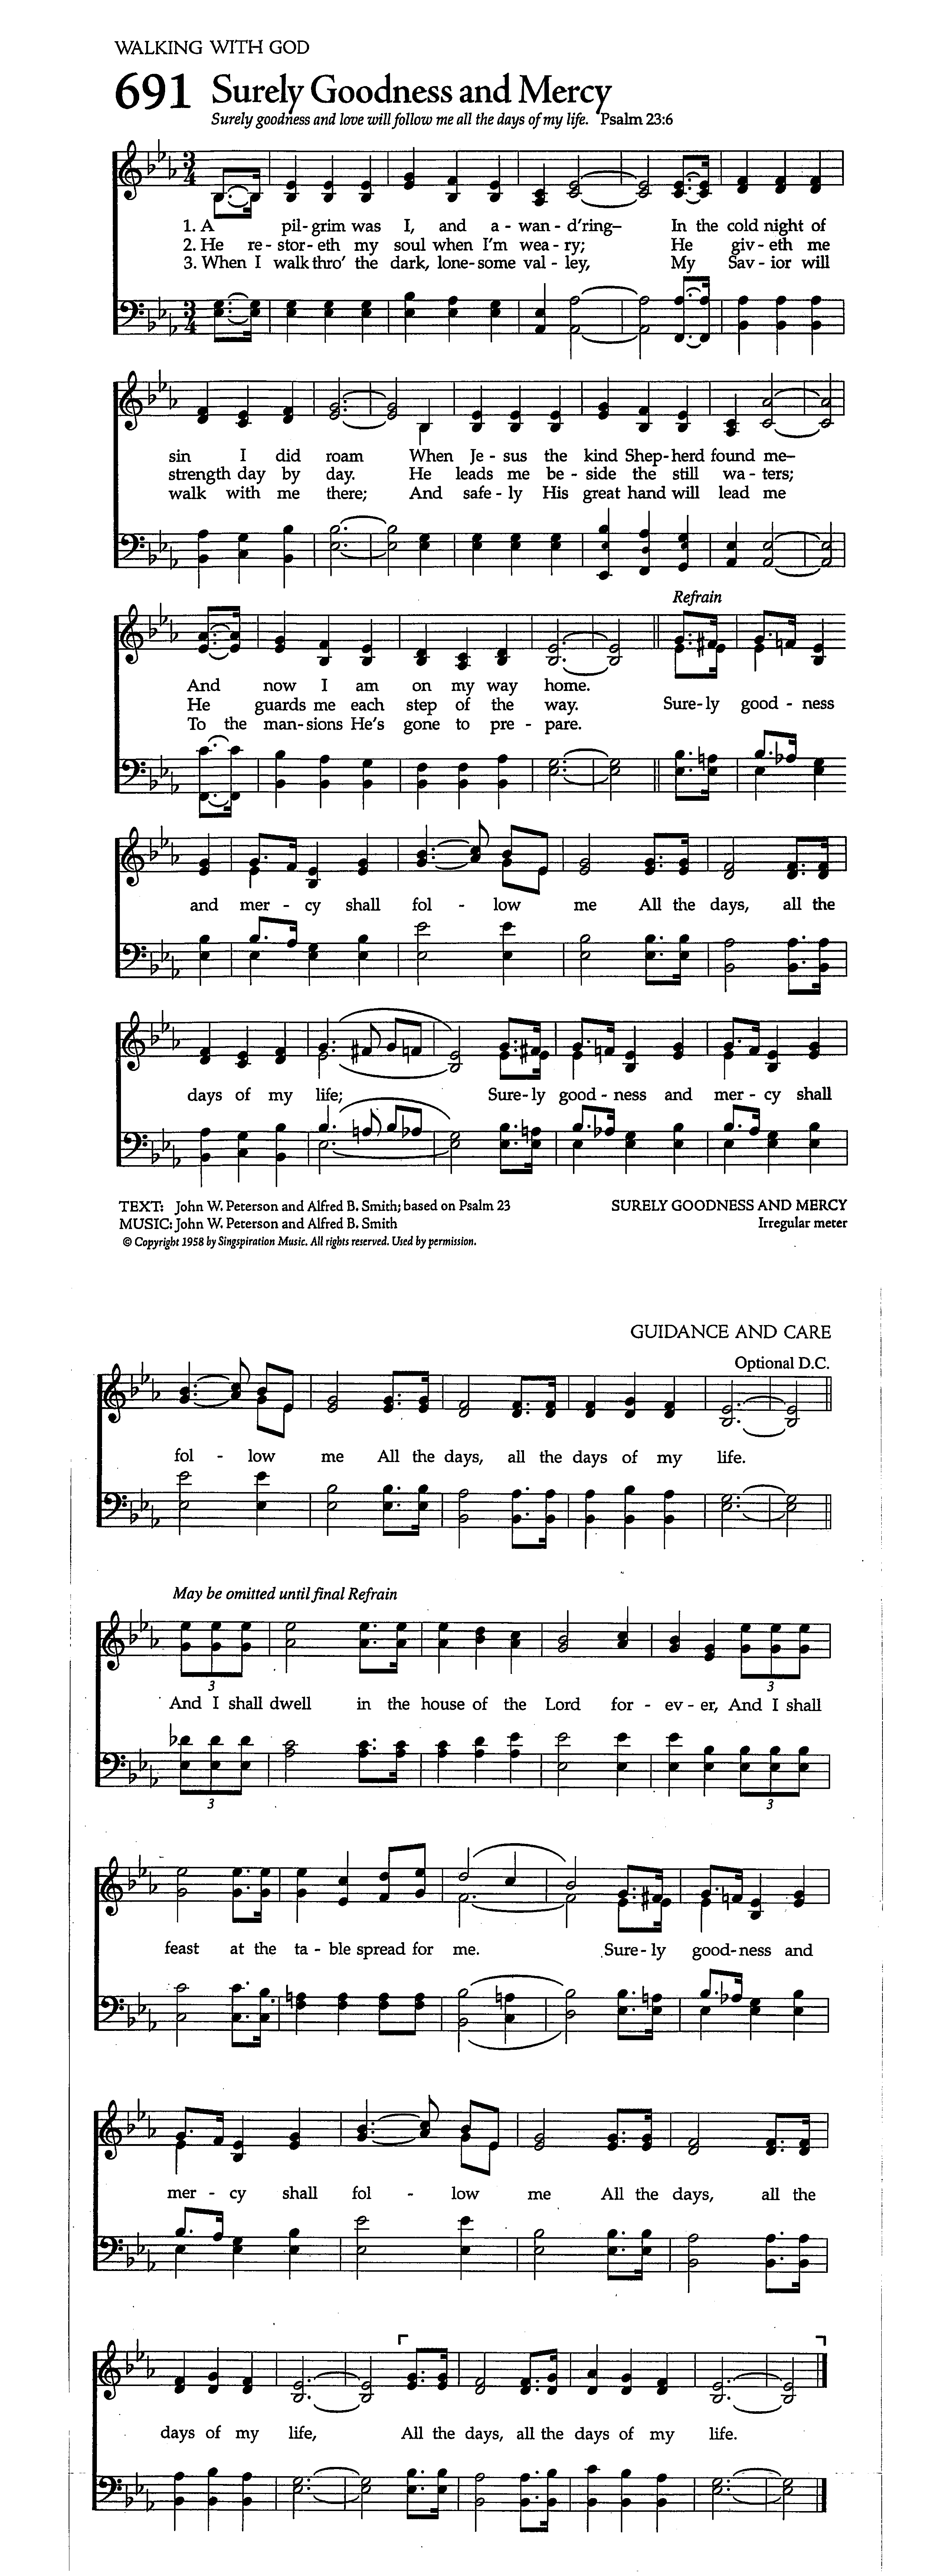 WALKING WITH GOD
691 Surely Goodness and Mercy
Surely goodness and love will follow me all the days of my life. Psalm 23:6
3 4
1. A pil-grim was I, and a-wan-d'ring– In the cold night of
2. He re-stor-eth my soul when I'm wea-ry; He giv-eth me
3. When I walk thro' the dark, lone-some val-ley, My Sav-ior will
3 4
sin I did roam When Je-sus the kind Shep-herd found me–
strength day by day. He leads me be-side the still wa-ters;
walk with me there; And safe-ly His great hand will lead me
Refrain
And now I am on my way home.
He guards me each step of the way. Sure-ly good-ness
To the man-sions He's gone to pre-pare.
and mer-cy shall fol-low me All the days, all the
days of my life; Sure-ly good-ness and mer-cy shall
TEXT: John W. Peterson and Alfred B. Smith; based on Psalm 23 SURELY GOODNESS AND MERCY
MUSIC: John W. Peterson and Alfred B. Smith Irregular meter
© Copyright 1958 by Singspiration Music. All rights reserved. Used by permission.
GUIDANCE AND CARE
Optional D.C.
fol-low me All the days, all the days of my life.
May be omitted until final Refrain
3 3
And I shall dwell in the house of the Lord for-ev-er, And I shall
3 3
feast at the ta-ble spread for me. Sure-ly good-ness and
mer-cy shall fol-low me All the days, all the
days of my life, All the days, all the days of my life.